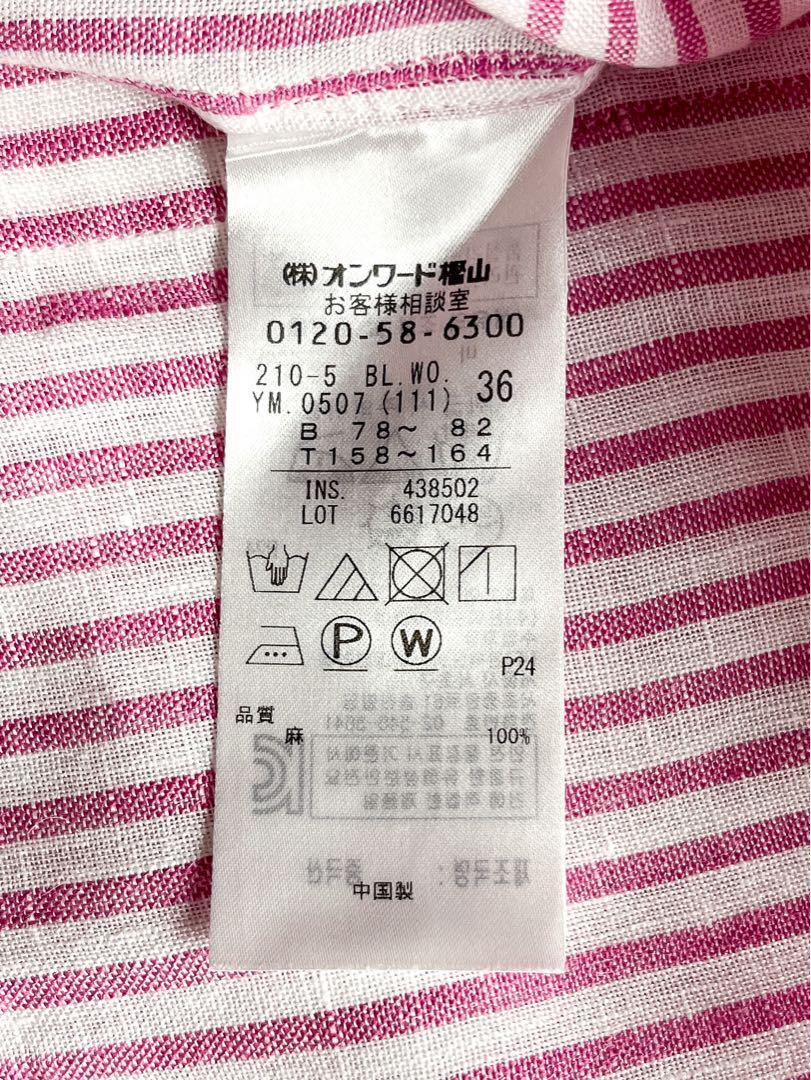 (株)オンワード樫山
お客様相談室
0120-58-6300
210-5 BL.WO. 36
YM.0507 (111)
B 78～ 82
T158～164
INS. 438502
LOT 6617048
P
W
P24
品質
麻 100%
中国製